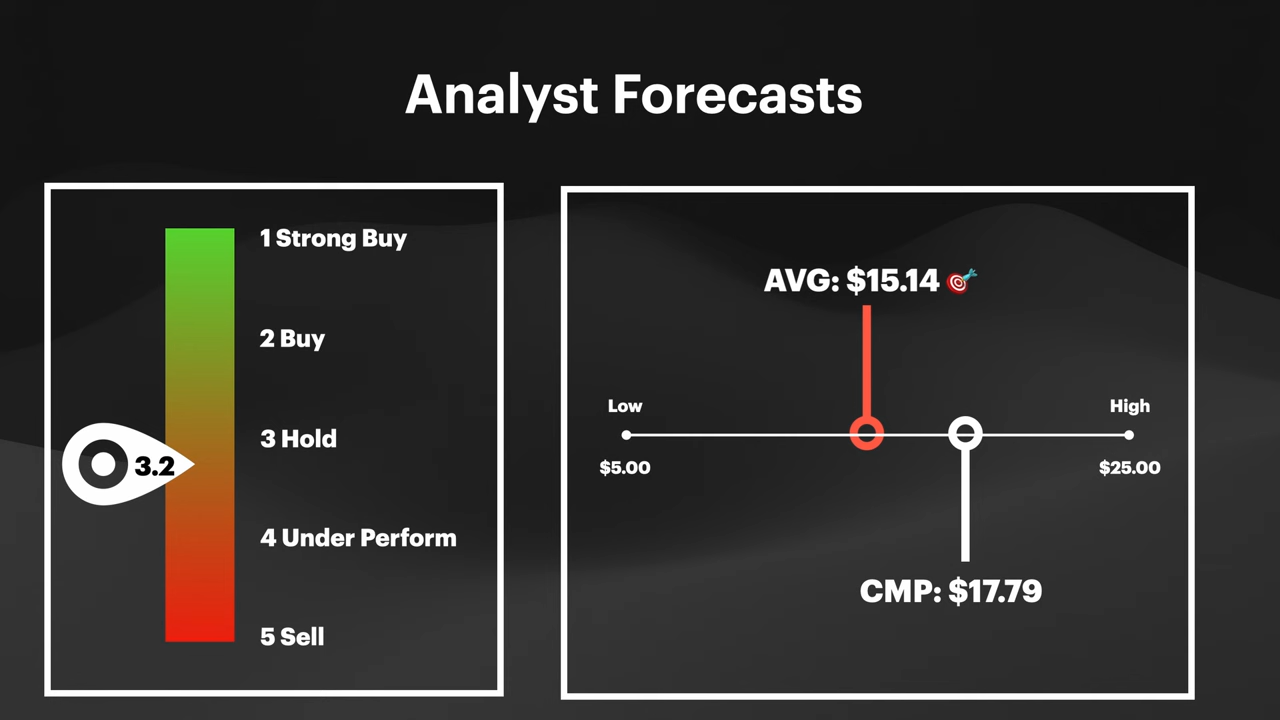 Analyst Forecasts
1 Strong Buy
2 Buy
3 Hold
3.2
4 Under Perform
5 Sell
AVG: $15.14
Low
High
$5.00
$25.00
CMP: $17.79